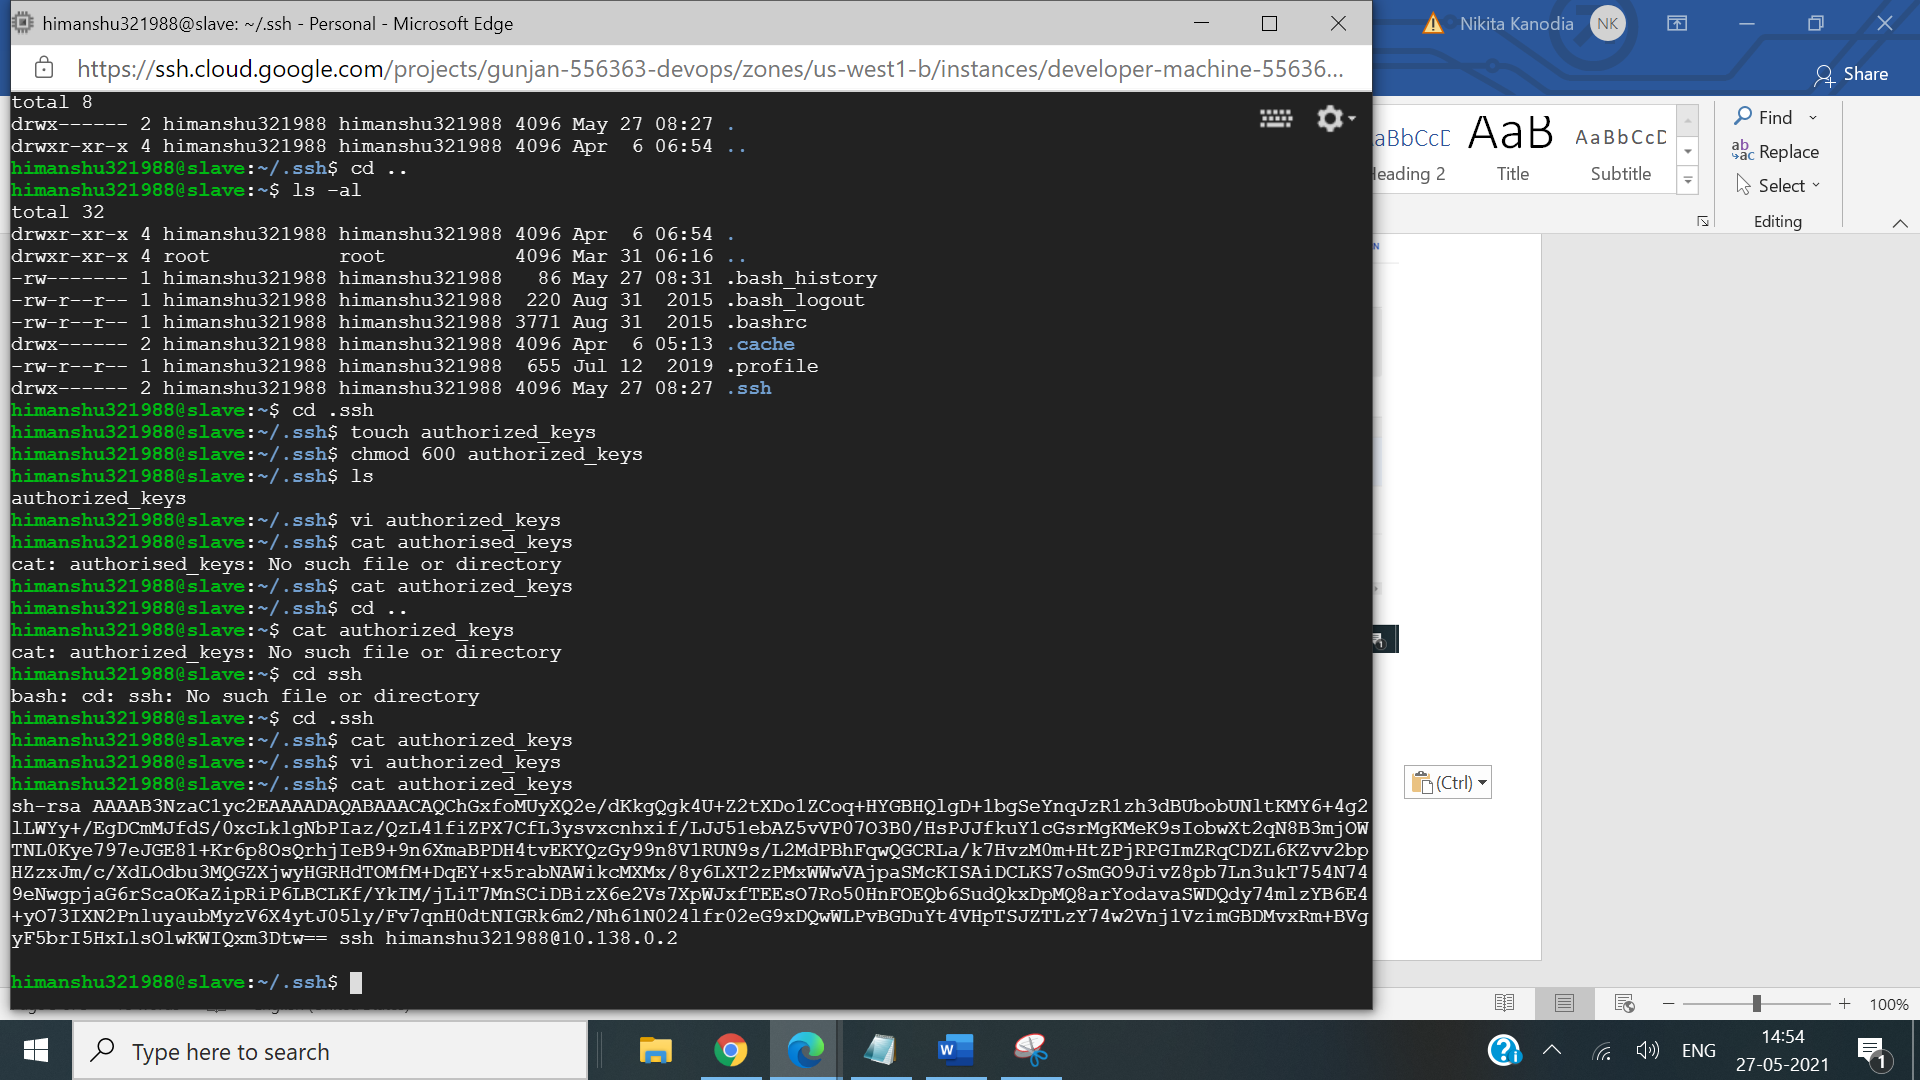 himanshu321988@slave: ~/.ssh - Personal - Microsoft Edge
https://ssh.cloud.google.com/projects/gunjan-556363-devops/zones/us-west1-b/instances/developer-machine-55636...
total 8
drwx------ 2 himanshu321988 himanshu321988 4096 May 27 08:27 .
drwxr-xr-x 4 himanshu321988 himanshu321988 4096 Apr  6 06:54 ..
himanshu321988@slave:~/.ssh$ cd ..
himanshu321988@slave:~$ ls -al
total 32
drwxr-xr-x 4 himanshu321988 himanshu321988 4096 Apr  6 06:54 .
drwxr-xr-x 4 root           root           4096 Mar 31 06:16 ..
-rw------- 1 himanshu321988 himanshu321988   86 May 27 08:31 .bash_history
-rw-r--r-- 1 himanshu321988 himanshu321988  220 Aug 31  2015 .bash_logout
-rw-r--r-- 1 himanshu321988 himanshu321988 3771 Aug 31  2015 .bashrc
drwx------ 2 himanshu321988 himanshu321988 4096 Apr  6 05:13 .cache
-rw-r--r-- 1 himanshu321988 himanshu321988  655 Jul 12  2019 .profile
drwx------ 2 himanshu321988 himanshu321988 4096 May 27 08:27 .ssh
himanshu321988@slave:~$ cd .ssh
himanshu321988@slave:~/.ssh$ touch authorized_keys
himanshu321988@slave:~/.ssh$ chmod 600 authorized_keys
himanshu321988@slave:~/.ssh$ ls
authorized_keys
himanshu321988@slave:~/.ssh$ vi authorized_keys
himanshu321988@slave:~/.ssh$ cat authorised_keys
cat: authorised_keys: No such file or directory
himanshu321988@slave:~/.ssh$ cat authorized_keys
himanshu321988@slave:~/.ssh$ cd ..
himanshu321988@slave:~$ cat authorized_keys
cat: authorized_keys: No such file or directory
himanshu321988@slave:~$ cd ssh
bash: cd: ssh: No such file or directory
himanshu321988@slave:~$ cd .ssh
himanshu321988@slave:~/.ssh$ cat authorized_keys
himanshu321988@slave:~/.ssh$ vi authorized_keys
himanshu321988@slave:~/.ssh$ cat authorized_keys
sh-rsa AAAAB3NzaC1yc2EAAAADAQABAAACAQChGxfoMUyXQ2e/dKkgQgk4U+Z2tXDo1ZCoq+HYGBHQlgD+1bgSeYnqJzR1zh3dBUbobUNltKMY6+4g2
lLWYy+/EgDCmMJfdS/0xcLklgNbPIaz/QzL41fiZPX7CfL3ysvxcnhxif/LJJ51ebAZ5vVP07O3B0/HsPJJfkuY1cGsrMgKMeK9sIobwXt2qN8B3mjOW
TNL0Kye797eJGE81+Kr6p8OsQrhjIeB9+9n6XmaBPDH4tvEKYQzGy99n8V1RUN9s/L2MdPBhFqwQGCRLa/k7HvzM0m+HtZPjRPGImZRqCDZL6KZvv2bp
HZzxJm/c/XdLOdbu3MQGZXjwyHGRHdTOMfM+DqEY+x5rabNAWikcMXMx/8y6LXT2zPMxWWwVAjpaSMcKISAiDCLKS7oSmGO9JivZ8pb7Ln3ukT754N74
9eNwgpjaG6rScaOKaZipRiP6LBCLKf/YkIM/jLiT7MnSCiDBizX6e2Vs7XpWJxfTEEsO7Ro50HnFOEQb6SudQkxDpMQ8arYodavaSWDQdy74mlzYB6E4
+yO73IXN2PnluyaubMyzV6X4ytJ05ly/Fv7qnH0dtNIGRk6m2/Nh61N024lfr02eG9xDQwWLPvBGDuYt4VHpTSJZTLzY74w2Vnj1VzimGBDMvxRm+BVg
yF5brI5HxLlsOlwKWIQxm3Dtw== ssh himanshu321988@10.138.0.2
himanshu321988@slave:~/.ssh$
Nikita Kanodia NK
Share
AaB
Heading 2
Title
Subtitle
Find
Replace
Select
Editing
(Ctrl)
100%
Type here to search
ENG
14:54
27-05-2021
1